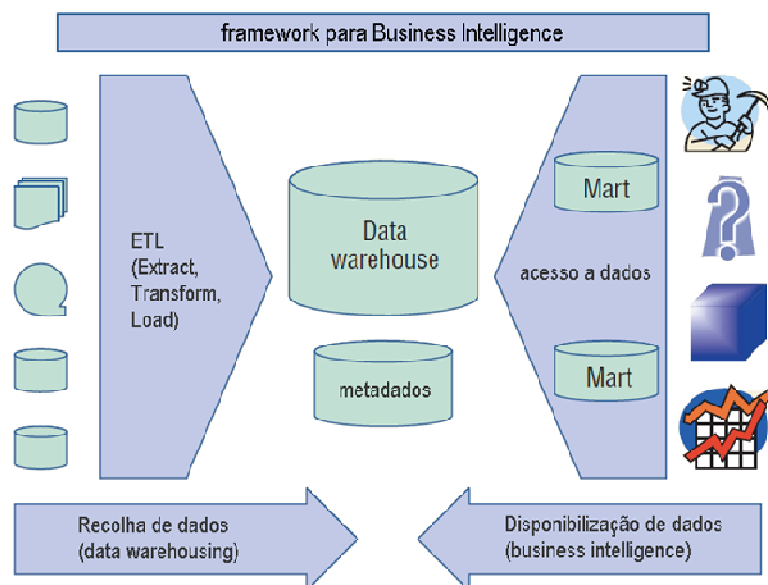 framework para Business Intelligence
ETL
(Extract,
Transform,
Load)
Data
warehouse
metadados
Mart
acesso a dados
Mart
Recolha de dados
(data warehousing)
Disponibilização de dados
(business intelligence)